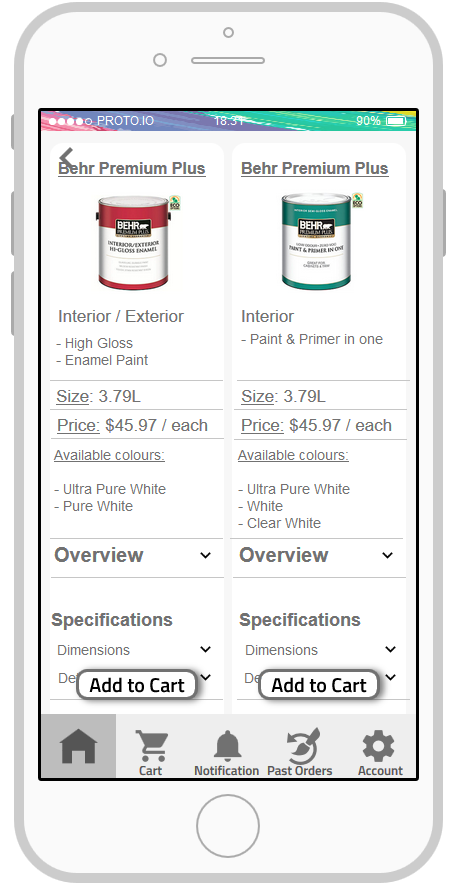 PROTO.IO 18:31 90%
Behr Premium Plus
BEHR
PREMIUM PLUS
INTERIOR/EXTERIOR
HI-GLOSS ENAMEL
ECO
Interior / Exterior
- High Gloss
- Enamel Paint
Size: 3.79L
Price: $45.97 / each
Available colours:
- Ultra Pure White
- Pure White
Overview
Specifications
Dimensions
De
Add to Cart
Behr Premium Plus
BEHR
PREMIUM PLUS
PAINT & PRIMER IN ONE
ECO
Interior
- Paint & Primer in one
Size: 3.79L
Price: $45.97 / each
Available colours:
- Ultra Pure White
- White
- Clear White
Overview
Specifications
Dimensions
De
Add to Cart
Cart
Notification
Past Orders
Account